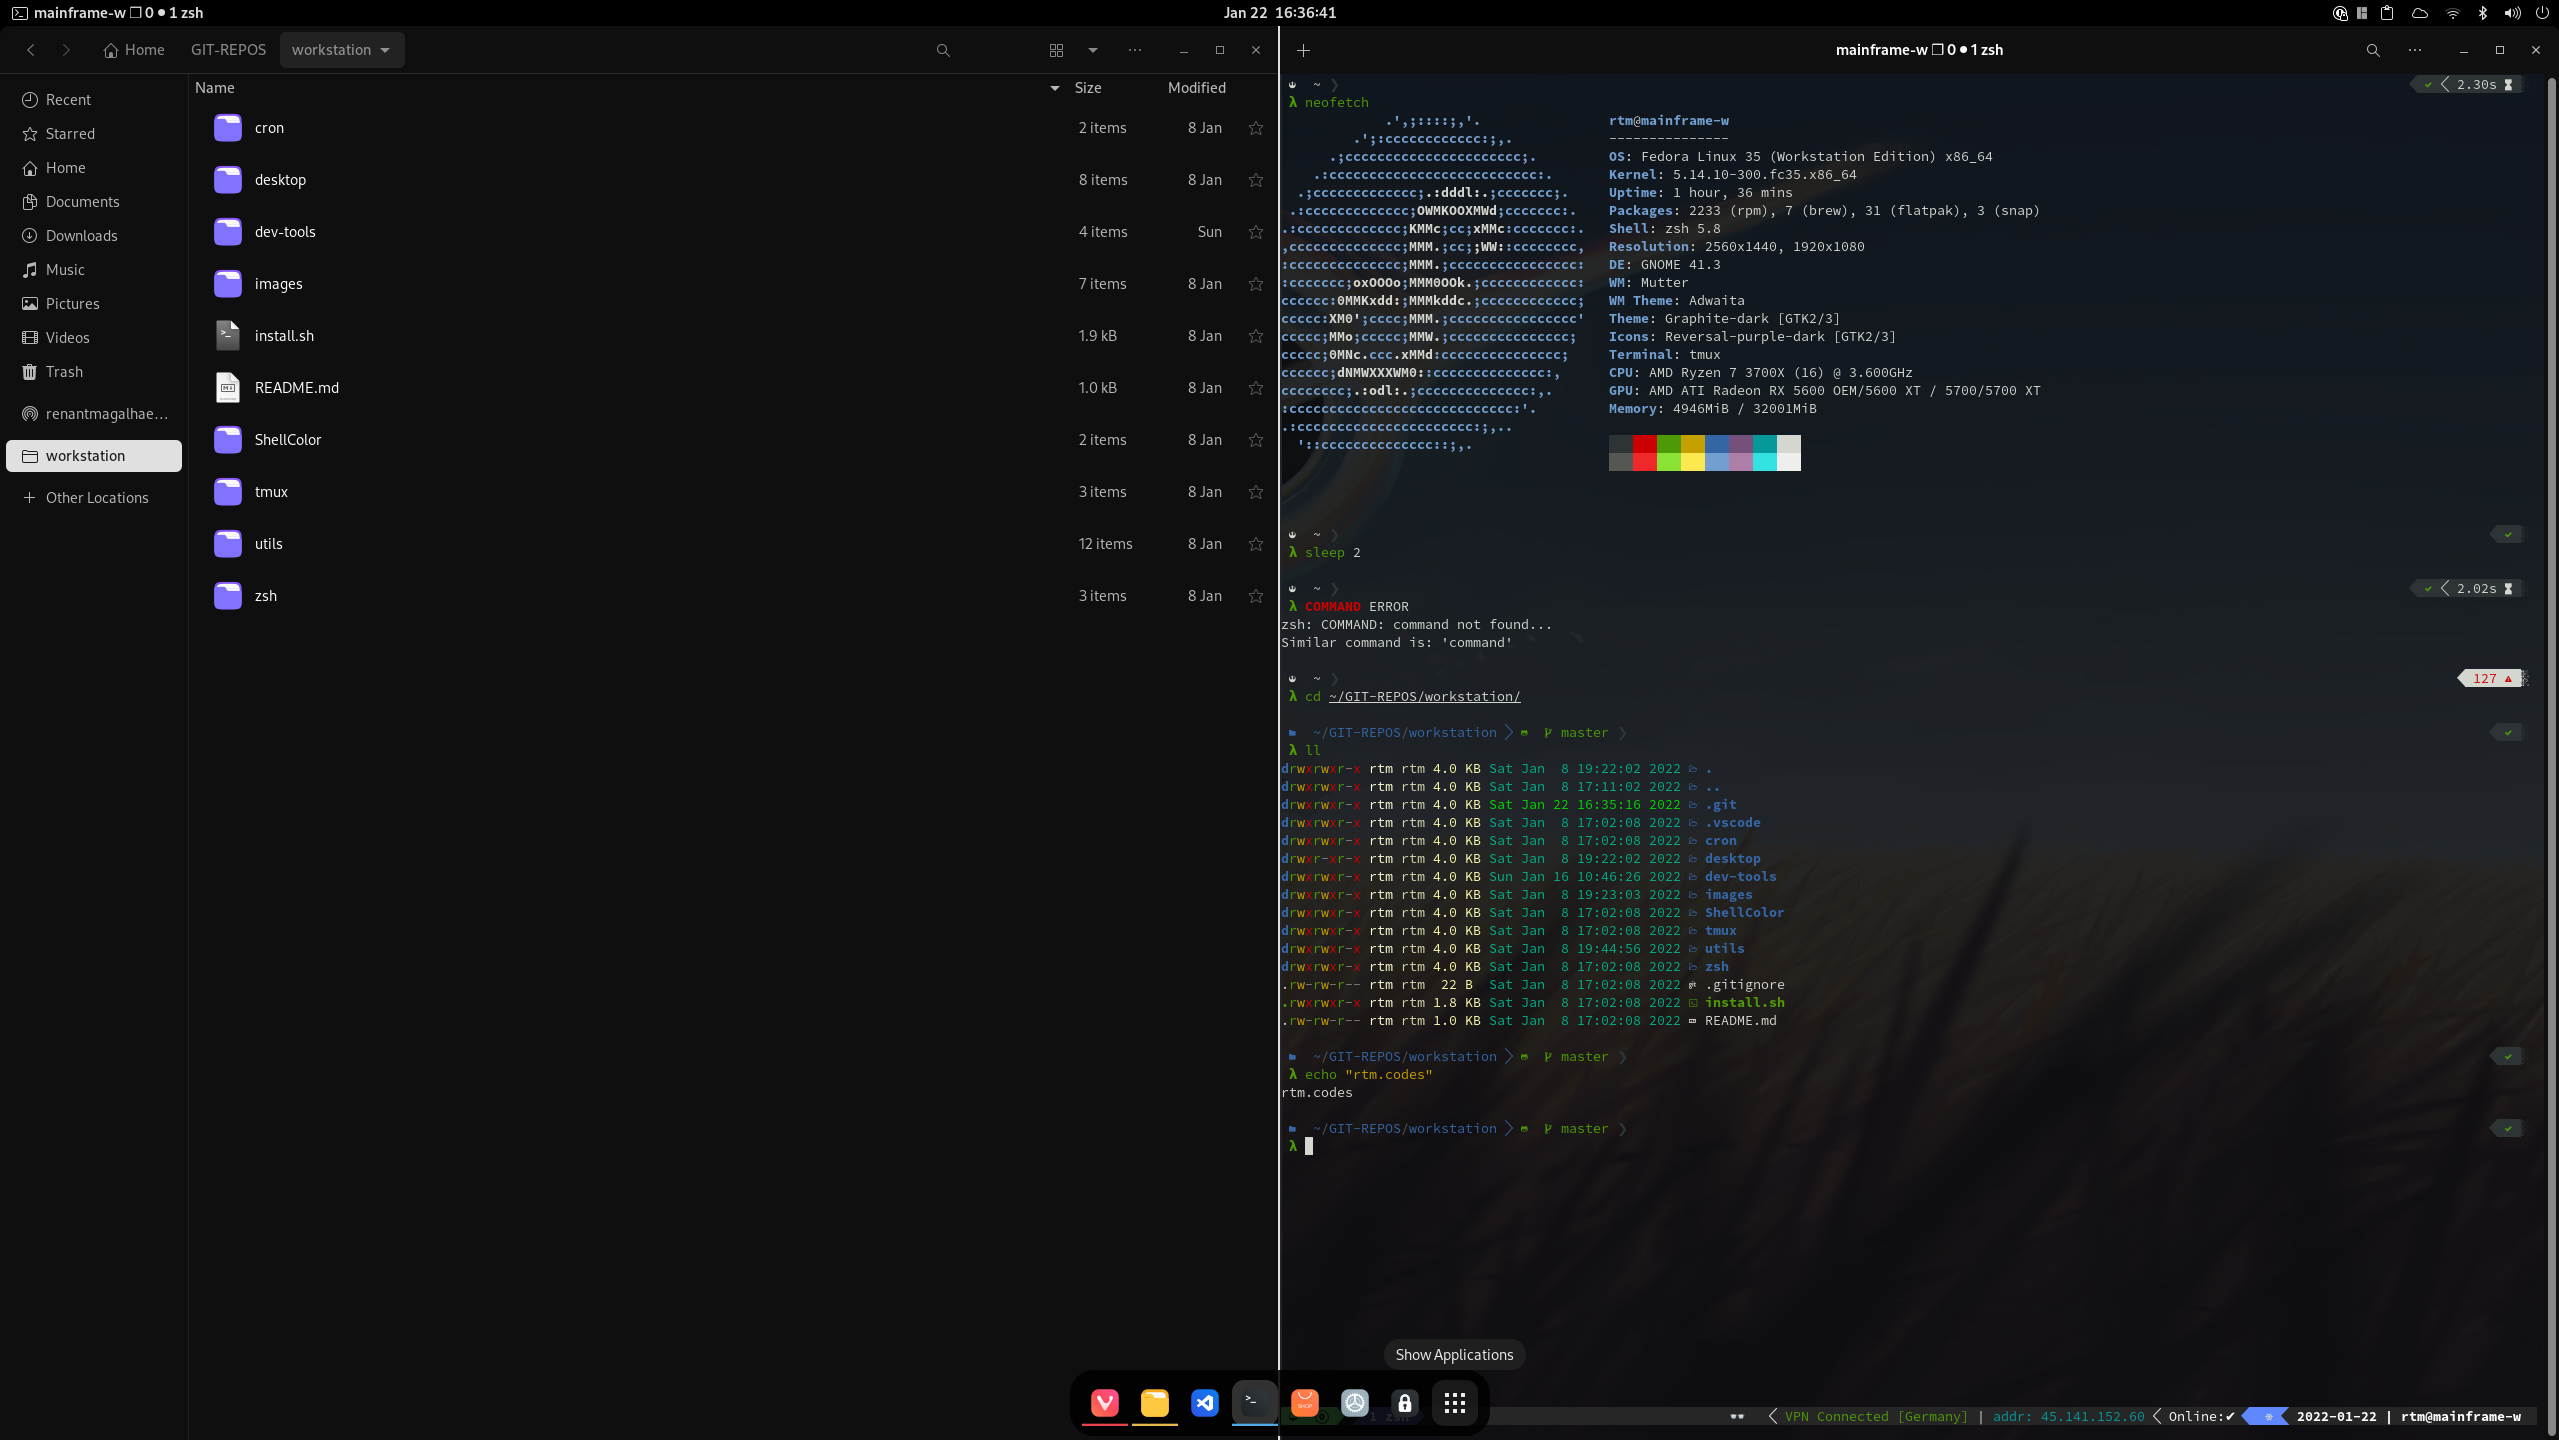 mainframe-w ❐ 0 ● 1 zsh
Jan 22 16:36:41
Home
GIT-REPOS
workstation
Name
Size
Modified
Recent
Starred
Home
Documents
Downloads
Music
Pictures
Videos
Trash
renantmagalhae…
workstation
Other Locations
cron 2 items 8 Jan
desktop 8 items 8 Jan
dev-tools 4 items Sun
images 7 items 8 Jan
install.sh 1.9 kB 8 Jan
README.md 1.0 kB 8 Jan
ShellColor 2 items 8 Jan
tmux 3 items 8 Jan
utils 12 items 8 Jan
zsh 3 items 8 Jan
mainframe-w ❐ 0 ● 1 zsh
~ 2.30s
λ neofetch
rtm@mainframe-w
---------------
OS: Fedora Linux 35 (Workstation Edition) x86_64
Kernel: 5.14.10-300.fc35.x86_64
Uptime: 1 hour, 36 mins
Packages: 2233 (rpm), 7 (brew), 31 (flatpak), 3 (snap)
Shell: zsh 5.8
Resolution: 2560x1440, 1920x1080
DE: GNOME 41.3
WM: Mutter
WM Theme: Adwaita
Theme: Graphite-dark [GTK2/3]
Icons: Reversal-purple-dark [GTK2/3]
Terminal: tmux
CPU: AMD Ryzen 7 3700X (16) @ 3.600GHz
GPU: AMD ATI Radeon RX 5600 OEM/5600 XT / 5700/5700 XT
Memory: 4946MiB / 32001MiB
~
λ sleep 2
~ 2.02s
λ COMMAND ERROR
zsh: COMMAND: command not found...
Similar command is: 'command'
~ 127
λ cd ~/GIT-REPOS/workstation/
~/GIT-REPOS/workstation master
λ ll
drwxrwxr-x rtm rtm 4.0 KB Sat Jan  8 19:22:02 2022 .
drwxrwxr-x rtm rtm 4.0 KB Sat Jan  8 17:11:02 2022 ..
drwxrwxr-x rtm rtm 4.0 KB Sat Jan 22 16:35:16 2022 .git
drwxrwxr-x rtm rtm 4.0 KB Sat Jan  8 17:02:08 2022 .vscode
drwxrwxr-x rtm rtm 4.0 KB Sat Jan  8 17:02:08 2022 cron
drwxr-xr-x rtm rtm 4.0 KB Sat Jan  8 19:22:02 2022 desktop
drwxrwxr-x rtm rtm 4.0 KB Sun Jan 16 10:46:26 2022 dev-tools
drwxrwxr-x rtm rtm 4.0 KB Sat Jan  8 19:23:03 2022 images
drwxrwxr-x rtm rtm 4.0 KB Sat Jan  8 17:02:08 2022 ShellColor
drwxrwxr-x rtm rtm 4.0 KB Sat Jan  8 17:02:08 2022 tmux
drwxrwxr-x rtm rtm 4.0 KB Sat Jan  8 19:44:56 2022 utils
drwxrwxr-x rtm rtm 4.0 KB Sat Jan  8 17:02:08 2022 zsh
.rw-rw-r-- rtm rtm  22 B  Sat Jan  8 17:02:08 2022 .gitignore
.rwxrwxr-x rtm rtm 1.8 KB Sat Jan  8 17:02:08 2022 install.sh
.rw-rw-r-- rtm rtm 1.0 KB Sat Jan  8 17:02:08 2022 README.md
~/GIT-REPOS/workstation master
λ echo "rtm.codes"
rtm.codes
~/GIT-REPOS/workstation master
λ
Show Applications
SHOP
1 zsh
VPN Connected [Germany] | addr: 45.141.152.60
Online:✔
2022-01-22 | rtm@mainframe-w